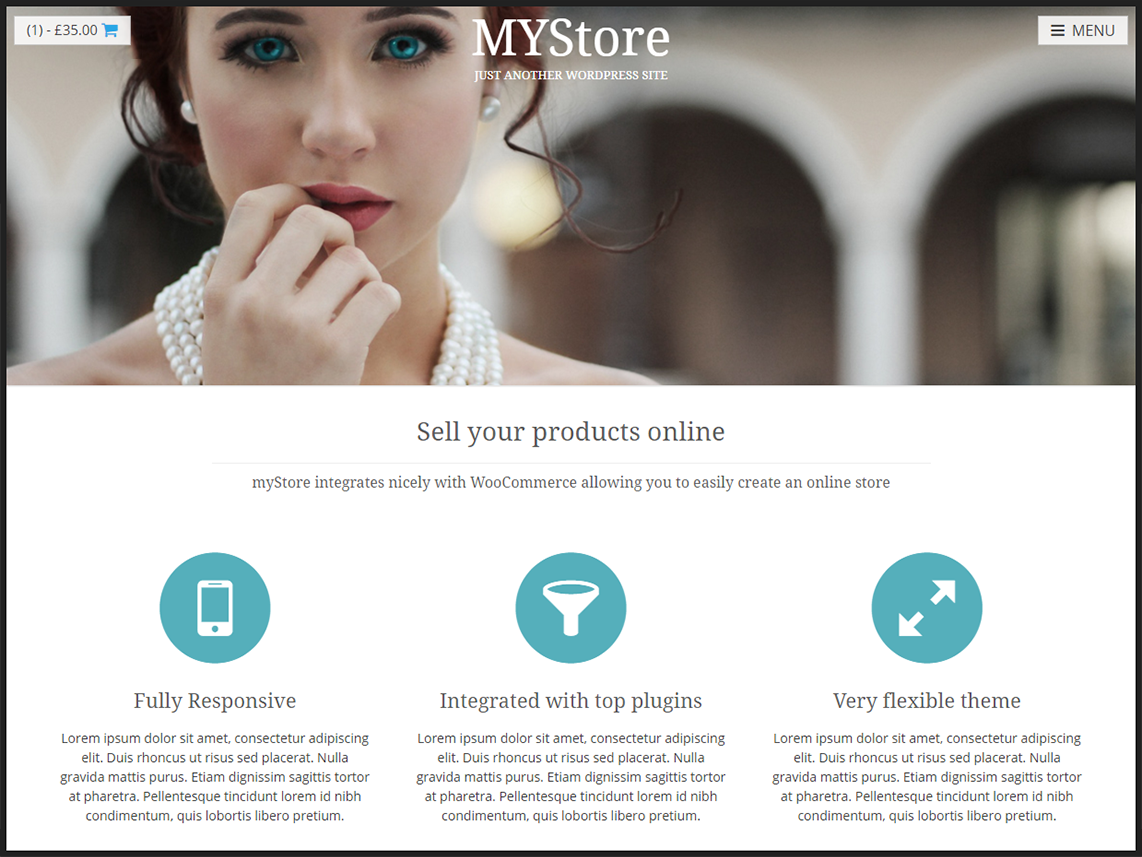 (1) - £35.00
MYStore
MENU
JUST ANOTHER WORDPRESS SITE
Sell your products online
myStore integrates nicely with WooCommerce allowing you to easily create an online store
Fully Responsive
Lorem ipsum dolor sit amet, consectetur adipiscing
elit. Duis rhoncus ut risus sed placerat. Nulla
gravida mattis purus. Etiam dignissim sagittis tortor
at pharetra. Pellentesque tincidunt lorem id nibh
condimentum, quis lobortis libero pretium.
Integrated with top plugins
Lorem ipsum dolor sit amet, consectetur adipiscing
elit. Duis rhoncus ut risus sed placerat. Nulla
gravida mattis purus. Etiam dignissim sagittis tortor
at pharetra. Pellentesque tincidunt lorem id nibh
condimentum, quis lobortis libero pretium.
Very flexible theme
Lorem ipsum dolor sit amet, consectetur adipiscing
elit. Duis rhoncus ut risus sed placerat. Nulla
gravida mattis purus. Etiam dignissim sagittis tortor
at pharetra. Pellentesque tincidunt lorem id nibh
condimentum, quis lobortis libero pretium.